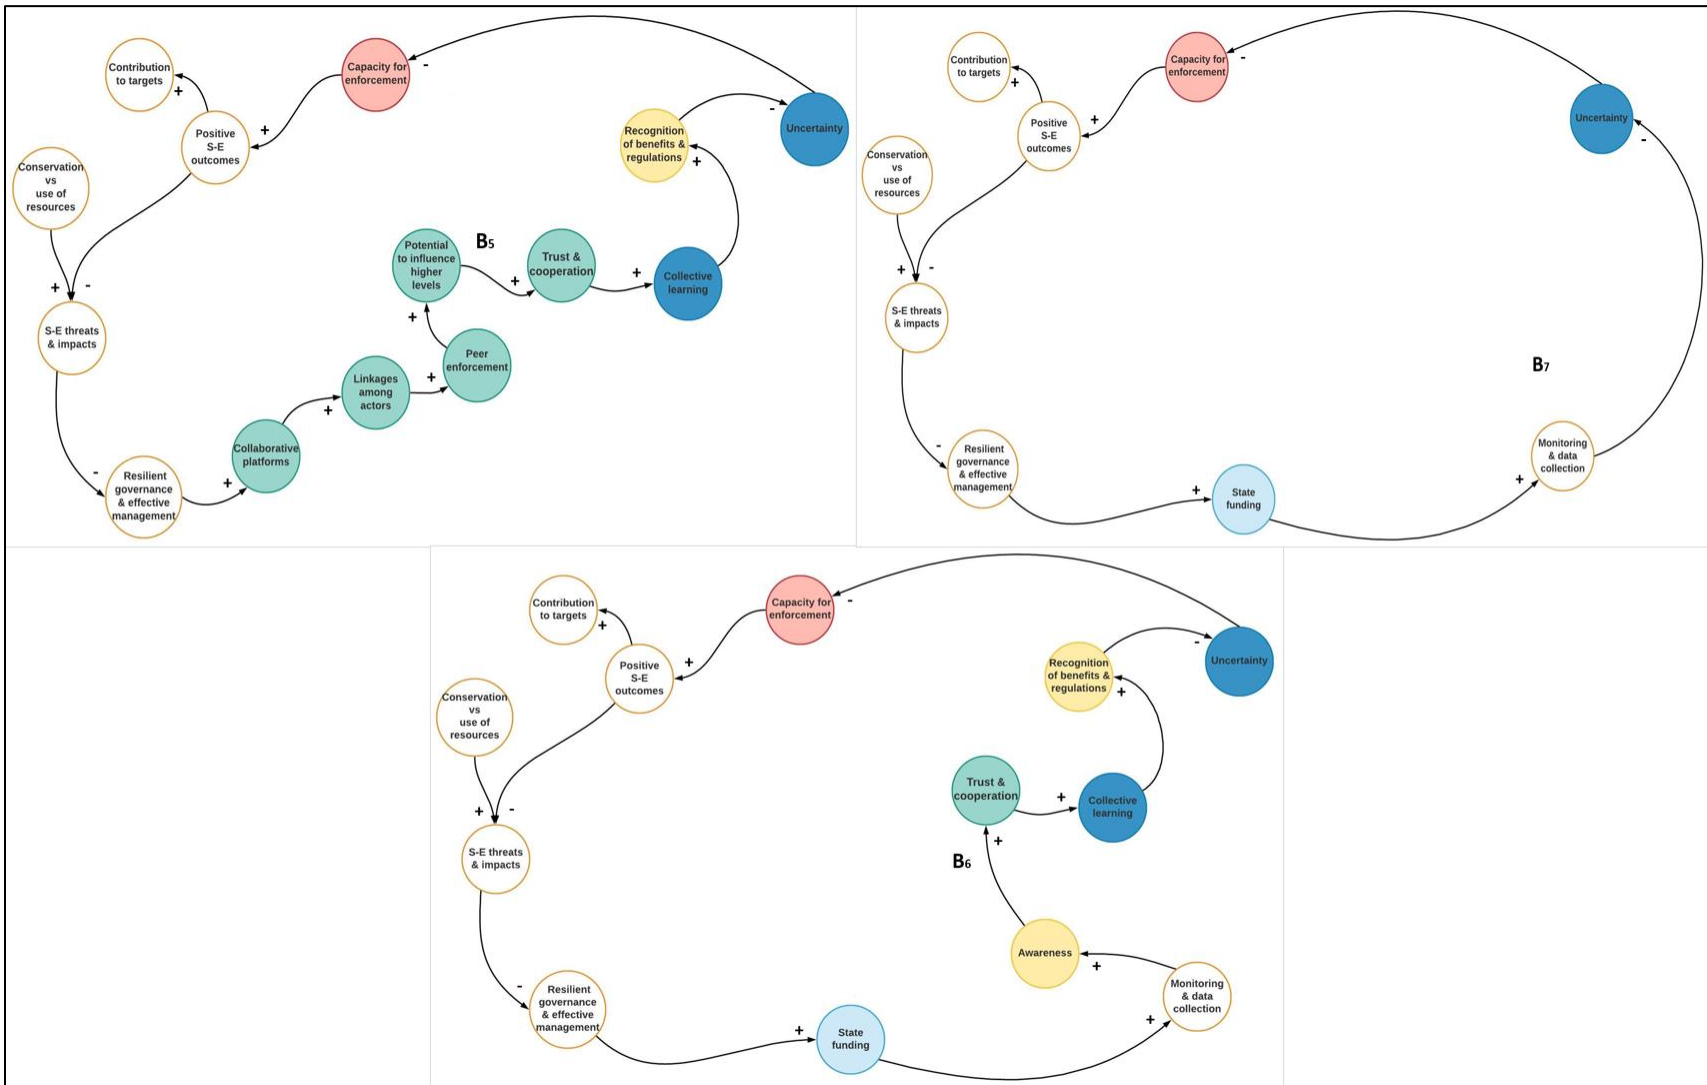 Contribution
to targets
+
Capacity for
enforcement
-
Positive
S-E
outcomes
+
Conservation
vs
use of
resources
+
-
S-E threats
& impacts
-
Resilient
governance
& effective
management
+
Collaborative
platforms
+
Linkages
among
actors
+
Peer
enforcement
+
Potential
to influence
higher
levels
B5
+
Trust &
cooperation
+
Collective
learning
+
Recognition
of benefits &
regulations
-
Uncertainty
Contribution
to targets
+
Capacity for
enforcement
-
Positive
S-E
outcomes
+
Conservation
vs
use of
resources
+
-
S-E threats
& impacts
-
Resilient
governance
& effective
management
+
State
funding
+
Monitoring
& data
collection
B7
-
Uncertainty
Contribution
to targets
+
Capacity for
enforcement
-
Positive
S-E
outcomes
+
Conservation
vs
use of
resources
+
-
S-E threats
& impacts
-
Resilient
governance
& effective
management
+
State
funding
+
Monitoring
& data
collection
+
Awareness
B6
+
Trust &
cooperation
+
Collective
learning
+
Recognition
of benefits &
regulations
-
Uncertainty